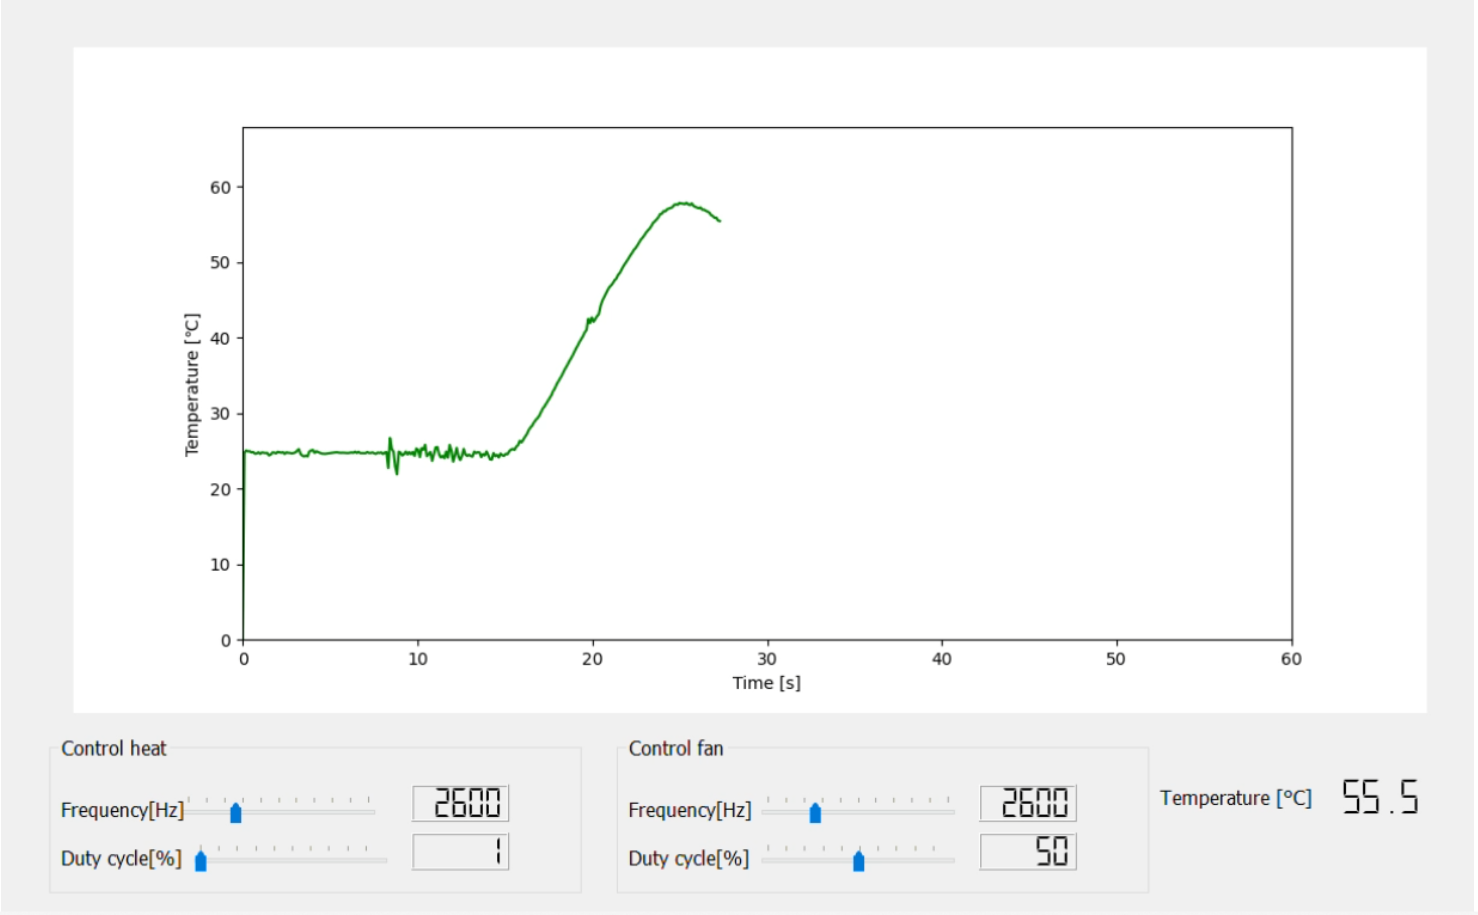 60
50
40
30
20
10
0
Temperature [°C]
0 10 20 30 40 50 60
Time [s]
Control heat
Frequency[Hz] 2600
Duty cycle[%] 1
Control fan
Frequency[Hz] 2600
Duty cycle[%] 50
Temperature [°C] 55.5